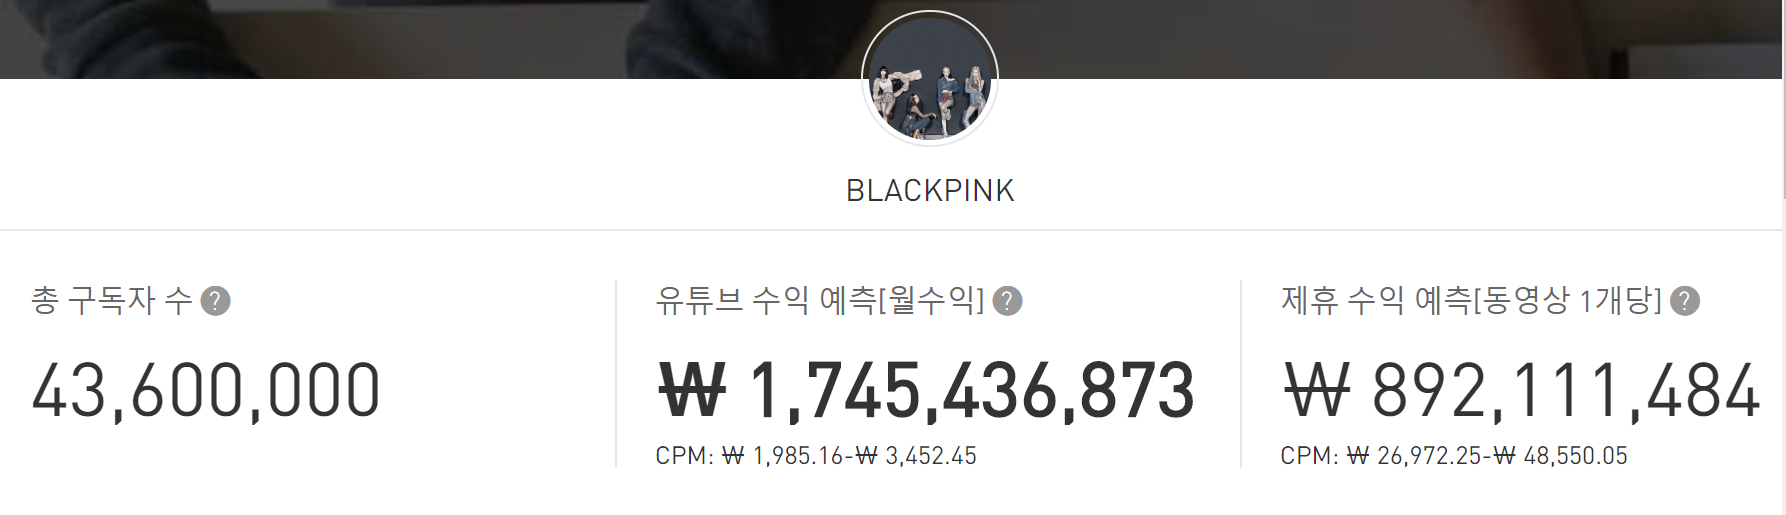 BLACKPINK
총 구독자 수 ?
43,600,000
유튜브 수익 예측[월수익] ?
₩ 1,745,436,873
CPM: ₩ 1,985.16-₩ 3,452.45
제휴 수익 예측[동영상 1개당] ?
₩ 892,111,484
CPM: ₩ 26,972.25-₩ 48,550.05